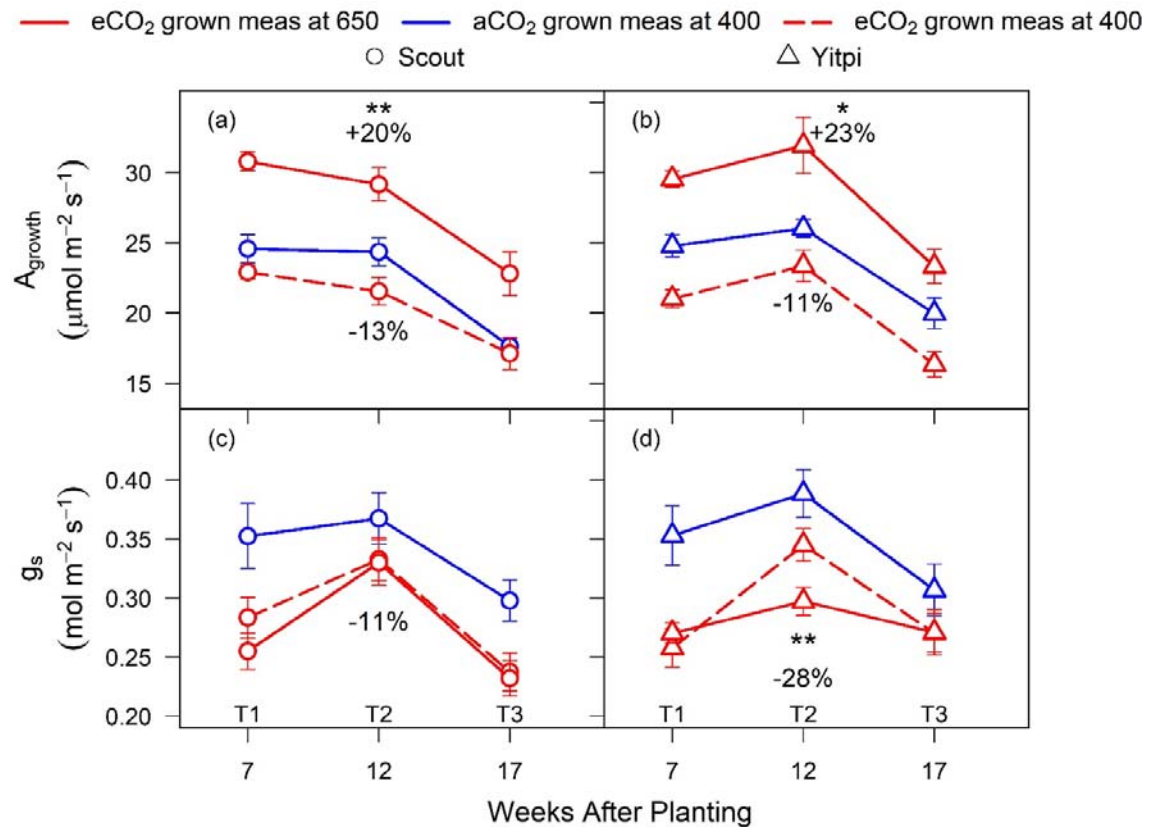 eCO₂ grown meas at 650 aCO₂ grown meas at 400 eCO₂ grown meas at 400
Scout Yitpi
(a) ** (b) *
+20% +23%
30
25
20
15
-13% -11%
A_growth
(μmol m⁻² s⁻¹)
(c) (d)
0.40
0.35
0.30
0.25
0.20
-11% **
-28%
g_s
(mol m⁻² s⁻¹)
T1 T2 T3 T1 T2 T3
7 12 17 7 12 17
Weeks After Planting